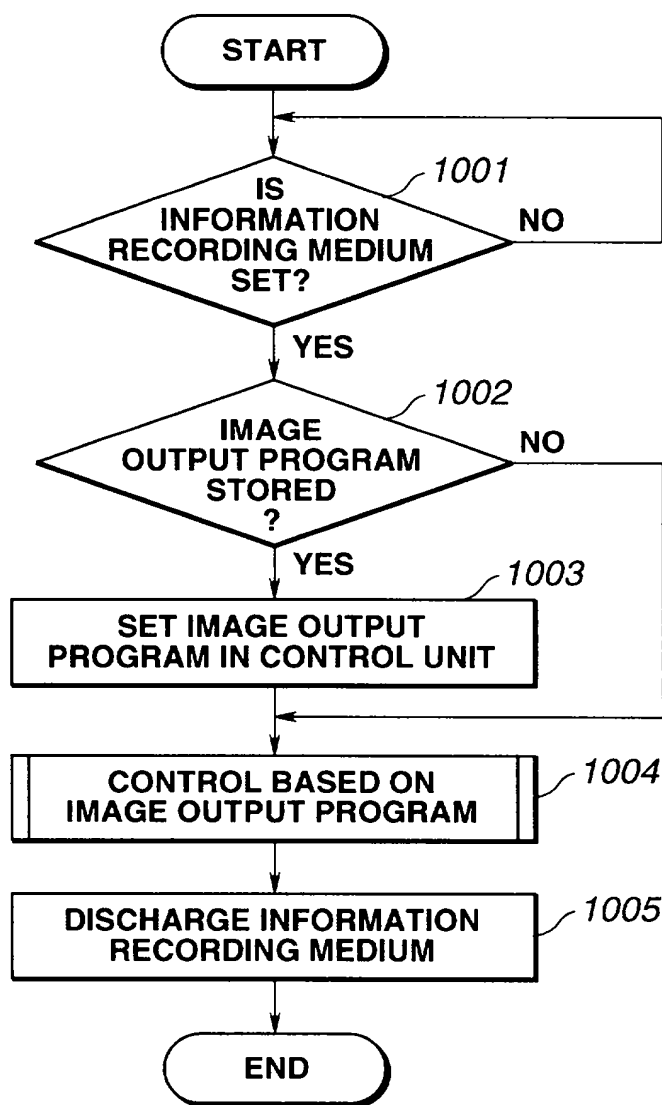 START
1001
IS
INFORMATION
RECORDING MEDIUM
SET?
NO
YES
1002
IMAGE
OUTPUT PROGRAM
STORED
?
NO
YES
1003
SET IMAGE OUTPUT
PROGRAM IN CONTROL UNIT
CONTROL BASED ON
IMAGE OUTPUT PROGRAM
1004
DISCHARGE INFORMATION
RECORDING MEDIUM
1005
END